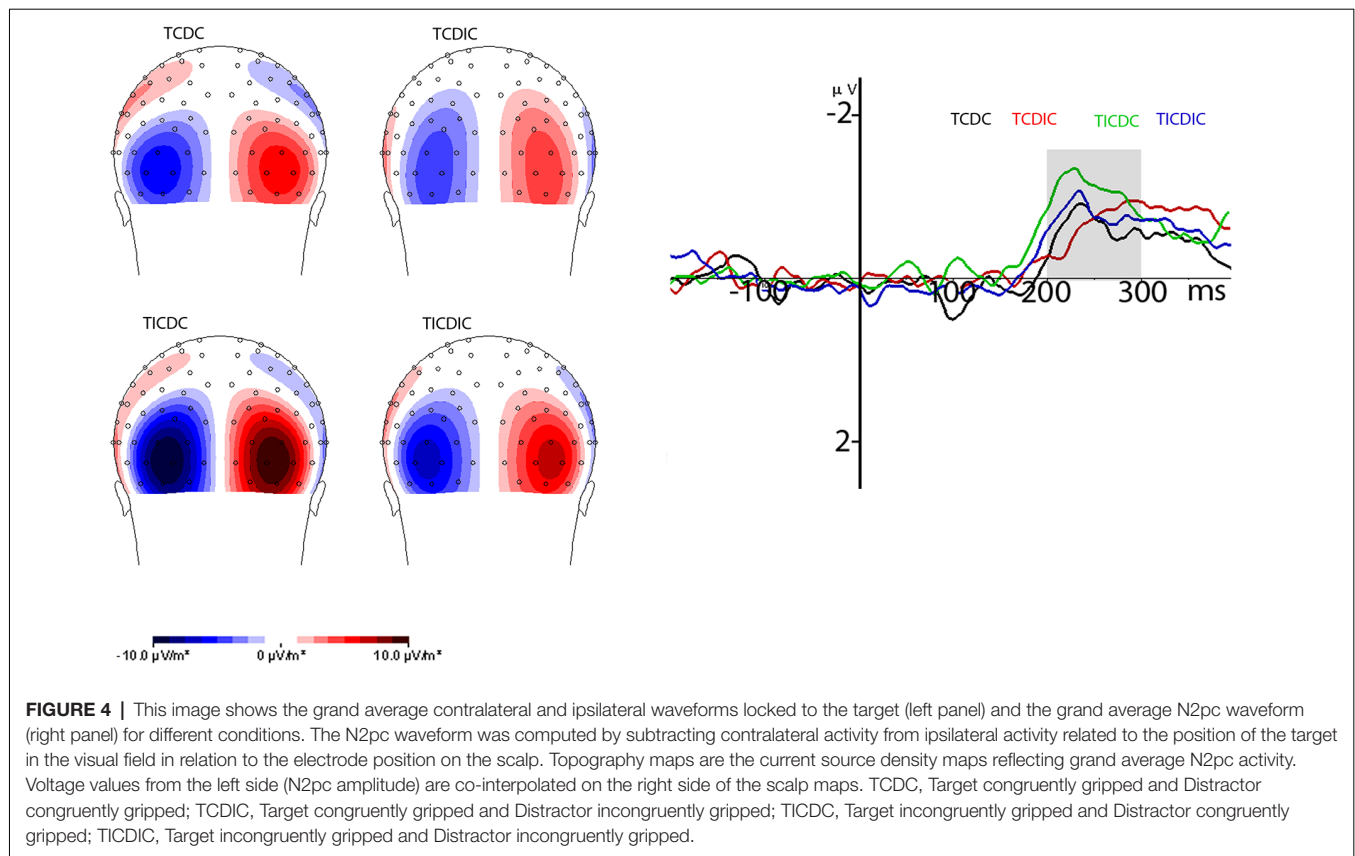 TCDC
TCDIC
TICDC
TICDIC
-10.0 µV/m²
0 µV/m²
10.0 µV/m²
µ V
-2
TCDC TCDIC TICDC TICDIC
-100 100 200 300 ms
2
FIGURE 4 | This image shows the grand average contralateral and ipsilateral waveforms locked to the target (left panel) and the grand average N2pc waveform
(right panel) for different conditions. The N2pc waveform was computed by subtracting contralateral activity from ipsilateral activity related to the position of the target
in the visual field in relation to the electrode position on the scalp. Topography maps are the current source density maps reflecting grand average N2pc activity.
Voltage values from the left side (N2pc amplitude) are co-interpolated on the right side of the scalp maps. TCDC, Target congruently gripped and Distractor
congruently gripped; TCDIC, Target congruently gripped and Distractor incongruently gripped; TICDC, Target incongruently gripped and Distractor congruently
gripped; TICDIC, Target incongruently gripped and Distractor incongruently gripped.